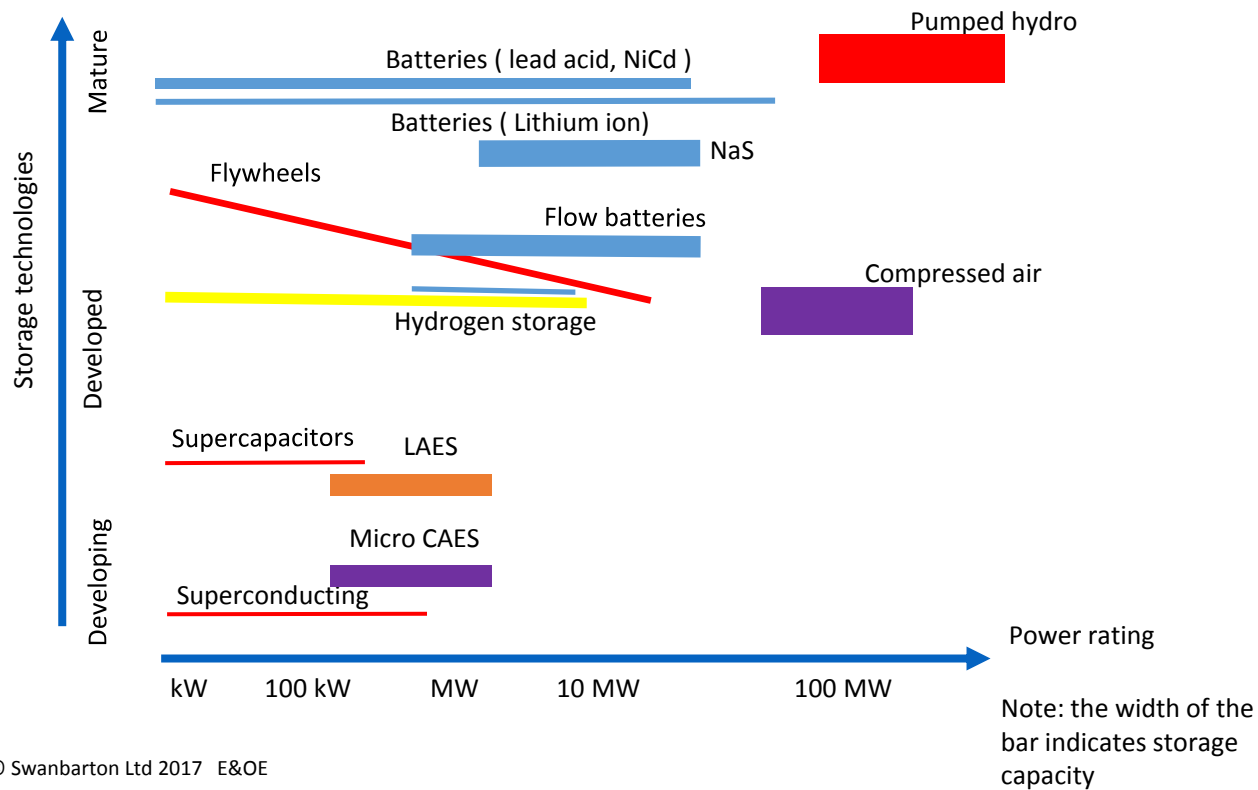 Pumped hydro
Batteries ( lead acid, NiCd )
Mature
Batteries ( Lithium ion)
NaS
Flywheels
Flow batteries
Storage technologies
Compressed air
Developed
Hydrogen storage
Supercapacitors
LAES
Micro CAES
Developing
Superconducting
Power rating
kW
100 kW
MW
10 MW
100 MW
Note: the width of the
bar indicates storage
capacity
© Swanbarton Ltd 2017 E&OE